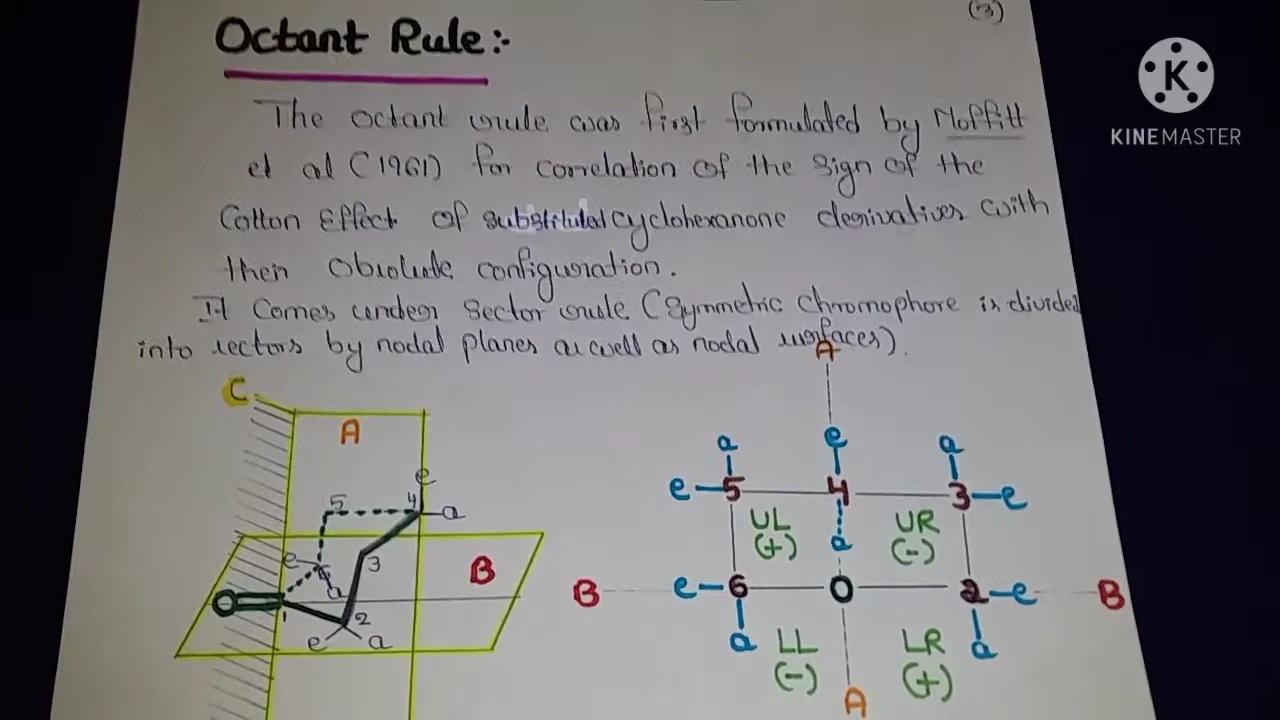 (3)
Octant Rule:-
The octant rule was first formulated by Moffitt
et al (1961) for correlation of the sign of the
Cotton Effect of substituted cyclohexanone derivatives with
then absolute configuration.
It Comes under Sector rule (Symmetric Chromophore is divided
into sectors by nodal planes as well as nodal surfaces).
K
KINEMASTER
C
A
e
5
4
a
e
6
3
a
B
1
2
e
a
A
a
e
a
e
5
4
3
e
UL
(+)
a
UR
(-)
B
e
6
O
2
e
B
a
LL
(-)
LR
(+)
a
A